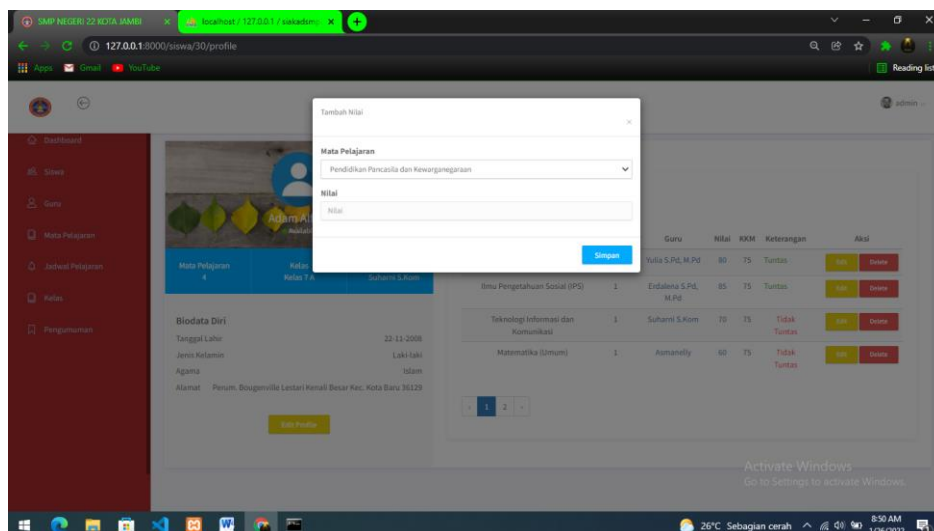 SMP NEGERI 22 KOTA JAMBI
localhost / 127.0.0.1 / siakadsmp
127.0.0.1:8000/siswa/30/profile
Apps Gmail YouTube Reading list
admin
Tambah Nilai
Mata Pelajaran
Pendidikan Pancasila dan Kewarganegaraan
Nilai
Nilai
Simpan
Dashboard
Siswa
Guru
Mata Pelajaran
Jadwal Pelajaran
Kelas
Pengumuman
Adam
Mata Pelajaran Kelas
4 Kelas 7 A Suharni S.Kom
Biodata Diri
Tanggal Lahir 22-11-2008
Jenis Kelamin Laki-laki
Agama Islam
Alamat Perum. Bougenville Lestari Kenali Besar Kec. Kota Baru 36129
Edit Profile
Guru Nilai KKM Keterangan Aksi
Yulia S.Pd, M.Pd 80 75 Tuntas Edit Delete
Ilmu Pengetahuan Sosial (IPS) 1 Erdalena S.Pd, M.Pd 85 75 Tuntas Edit Delete
Teknologi Informasi dan Komunikasi 1 Suharni S.Kom 70 75 Tidak Tuntas Edit Delete
Matematika (Umum) 1 Asmanelly 60 75 Tidak Tuntas Edit Delete
‹ 1 2 ›
Activate Windows
Go to Settings to activate Windows.
26°C Sebagian cerah
8:50 AM
1/26/2022